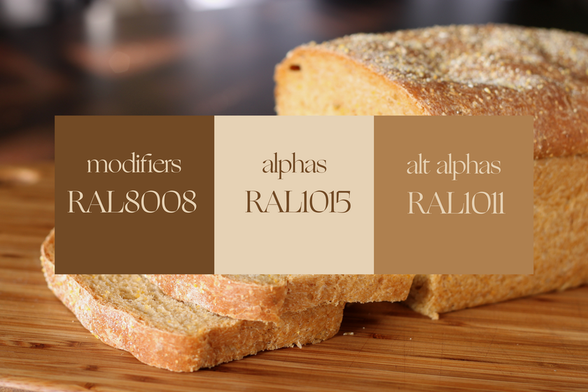 modifiers
RAL8008
alphas
RAL1015
alt alphas
RAL1011